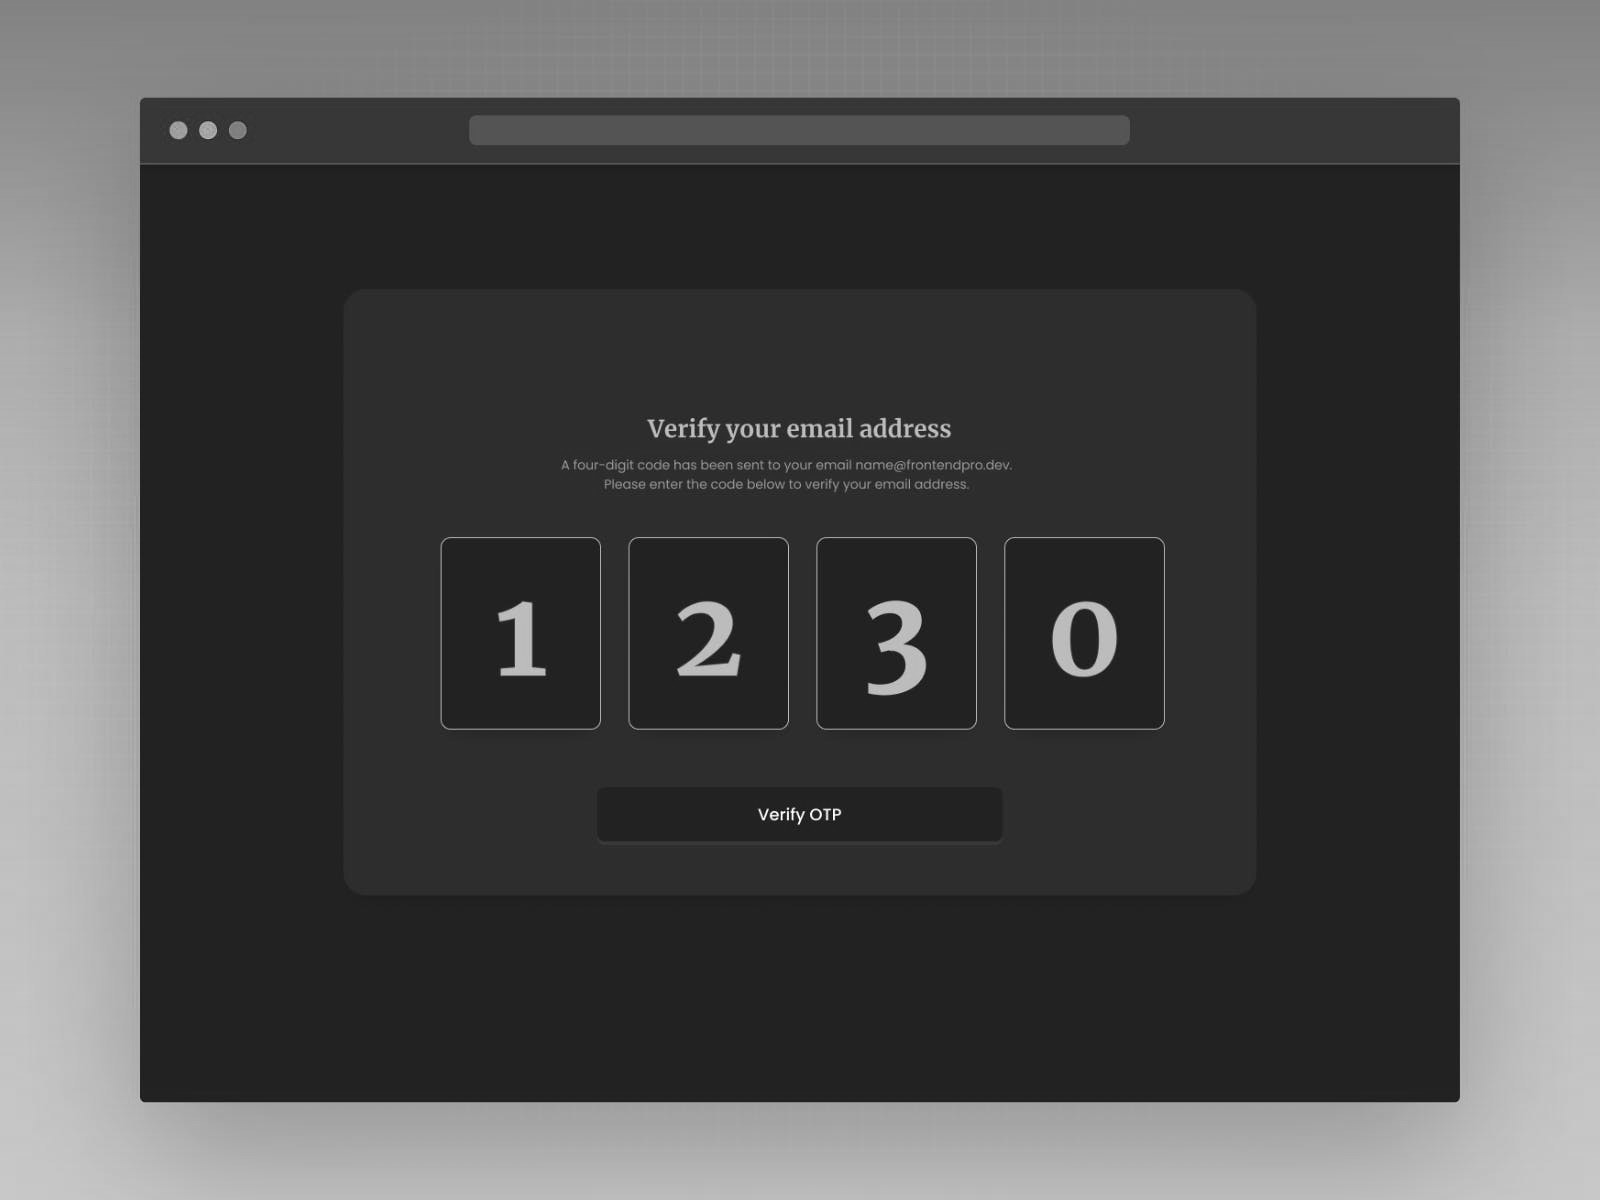 Verify your email address
A four-digit code has been sent to your email name@frontendpro.dev.
Please enter the code below to verify your email address.
1 2 3 0
Verify OTP